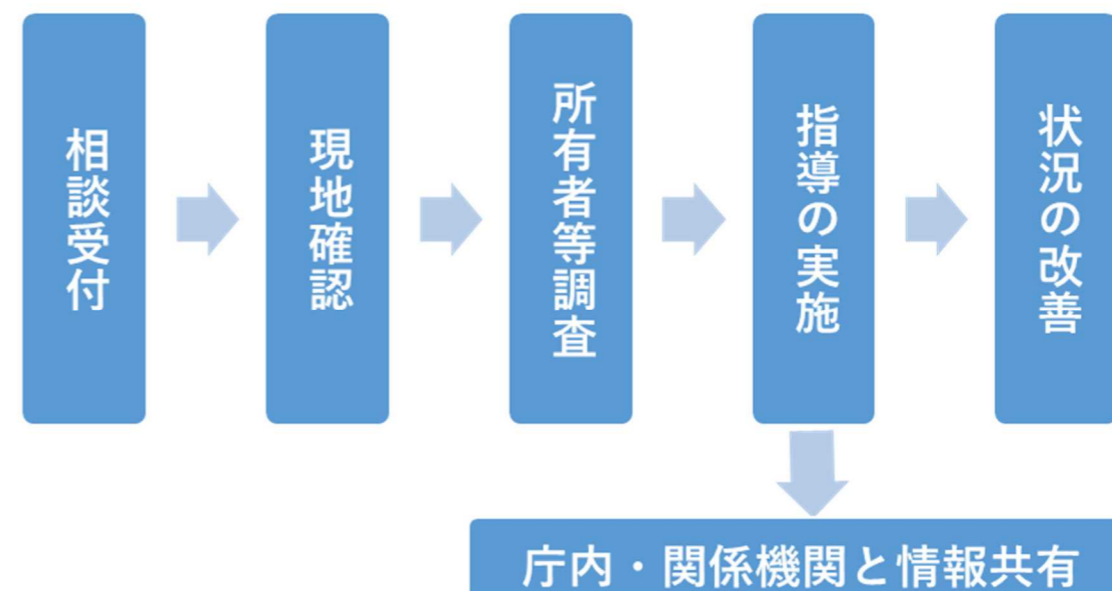 相談受付
現地確認
所有者等調査
指導の実施
状況の改善
庁内・関係機関と情報共有